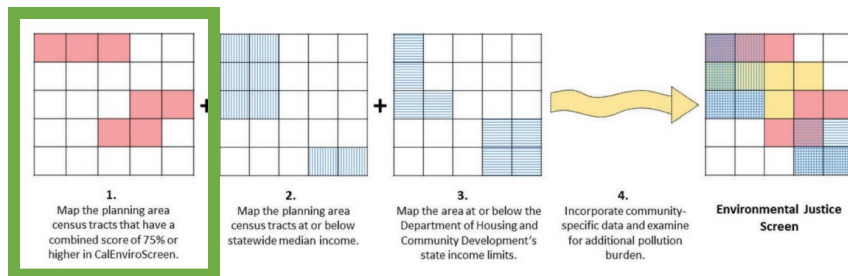 +
+
1.
Map the planning area
census tracts that have a
combined score of 75% or
higher in CalEnviroScreen.
2.
Map the planning area
census tracts at or below
statewide median income.
3.
Map the area at or below the
Department of Housing and
Community Development's
state income limits.
4.
Incorporate community-
specific data and examine
for additional pollution
burden.
Environmental Justice
Screen